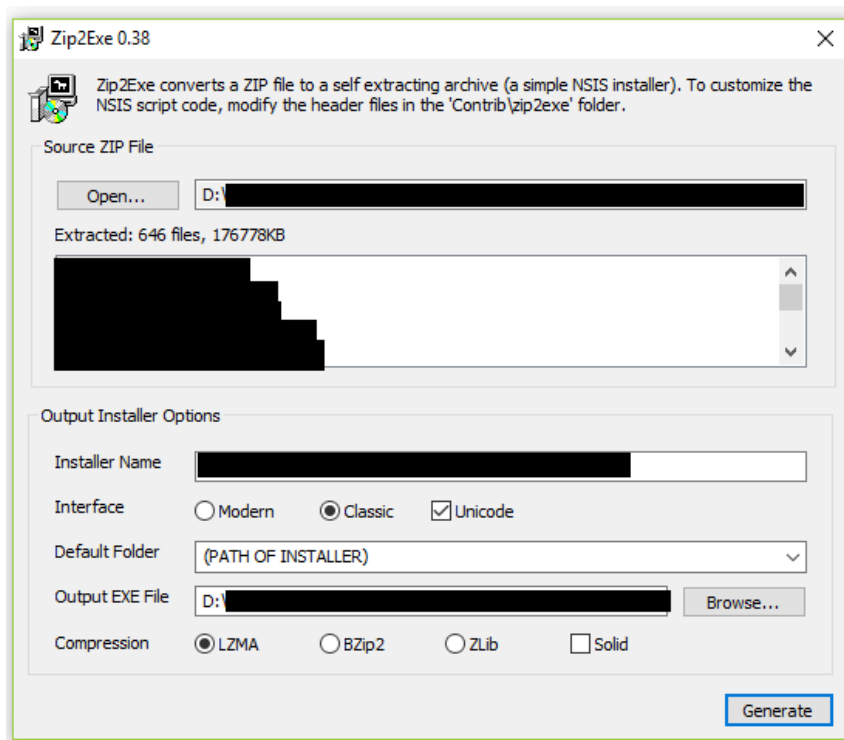 Zip2Exe 0.38
Zip2Exe converts a ZIP file to a self extracting archive (a simple NSIS installer). To customize the
NSIS script code, modify the header files in the 'Contrib\zip2exe' folder.
Source ZIP File
Open... D:\
Extracted: 646 files, 176778KB
Output Installer Options
Installer Name
Interface Modern Classic Unicode
Default Folder (PATH OF INSTALLER)
Output EXE File D:\ Browse...
Compression LZMA BZip2 ZLib Solid
Generate